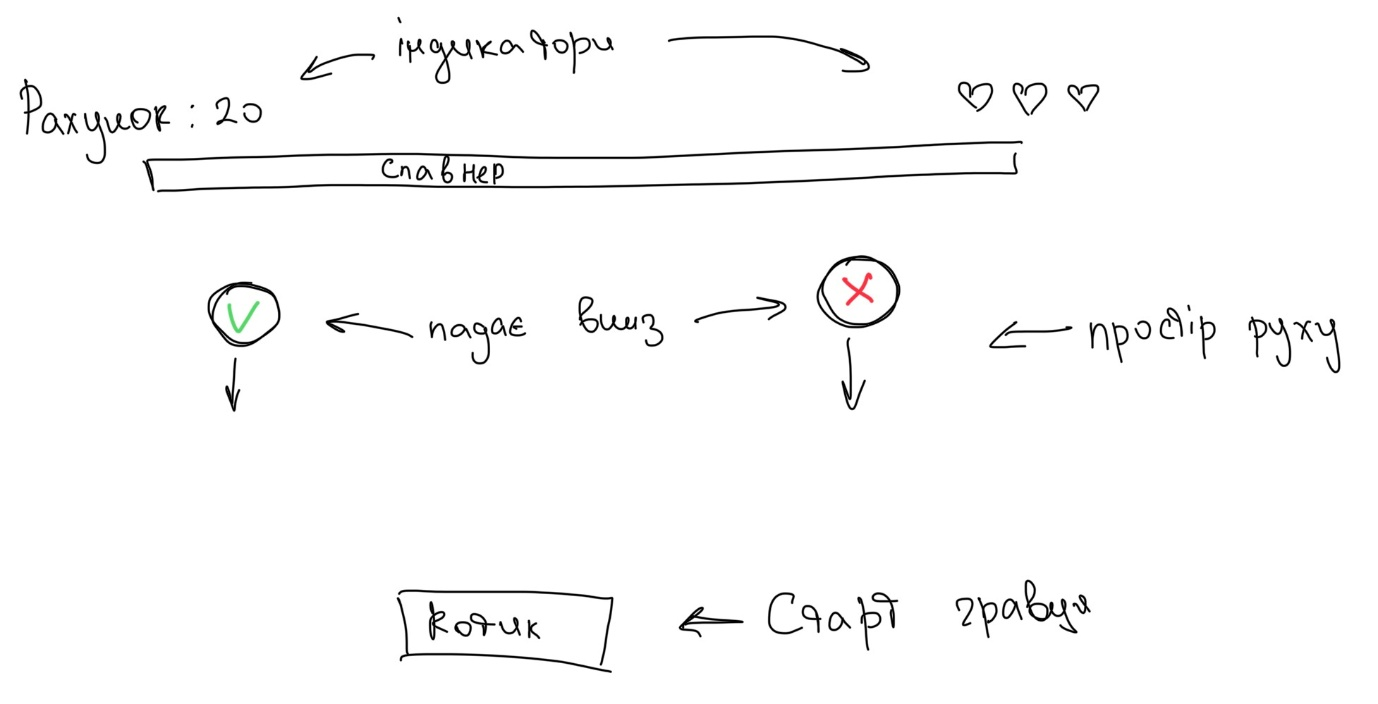 індикатори
Рахунок: 20
Спавнер
падає вниз
простір руху
Котик
Старт гравця